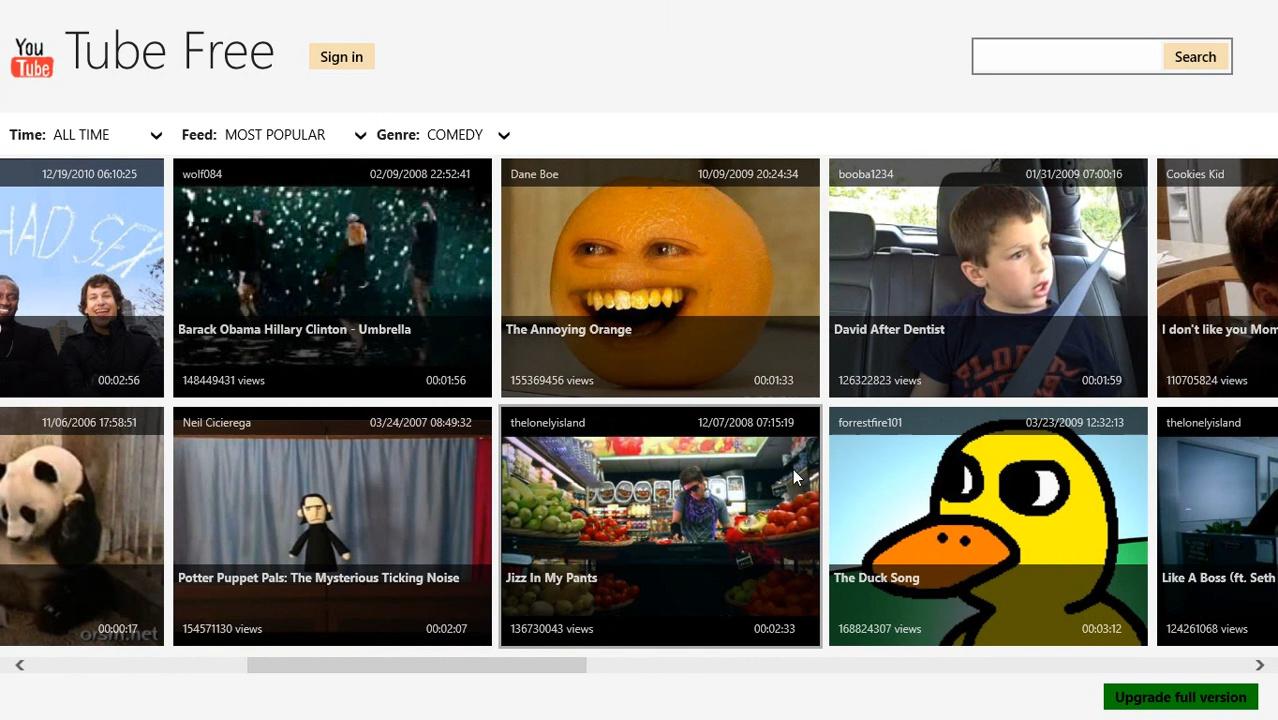 You
Tube
Tube Free
Sign in
Search
Time: ALL TIME
Feed: MOST POPULAR
Genre: COMEDY
12/19/2010 06:10:25
HAD SEX
00:02:56
wolf084 02/09/2008 22:52:41
Barack Obama Hillary Clinton - Umbrella
148449431 views 00:01:56
Dane Boe 10/09/2009 20:24:34
The Annoying Orange
155369456 views 00:01:33
booba1234 01/31/2009 07:00:16
David After Dentist
126322823 views 00:01:59
Cookies Kid
I don't like you Mom
110705824 views
11/06/2006 17:58:51
00:00:17
orsm.net
Neil Cicierega 03/24/2007 08:49:32
Potter Puppet Pals: The Mysterious Ticking Noise
154571130 views 00:02:07
thelonelyisland 12/07/2008 07:15:19
Jizz In My Pants
136730043 views 00:02:33
forrestfire101 03/23/2009 12:32:13
The Duck Song
168824307 views 00:03:12
thelonelyisland
Like A Boss (ft. Seth
124261068 views
Upgrade full version